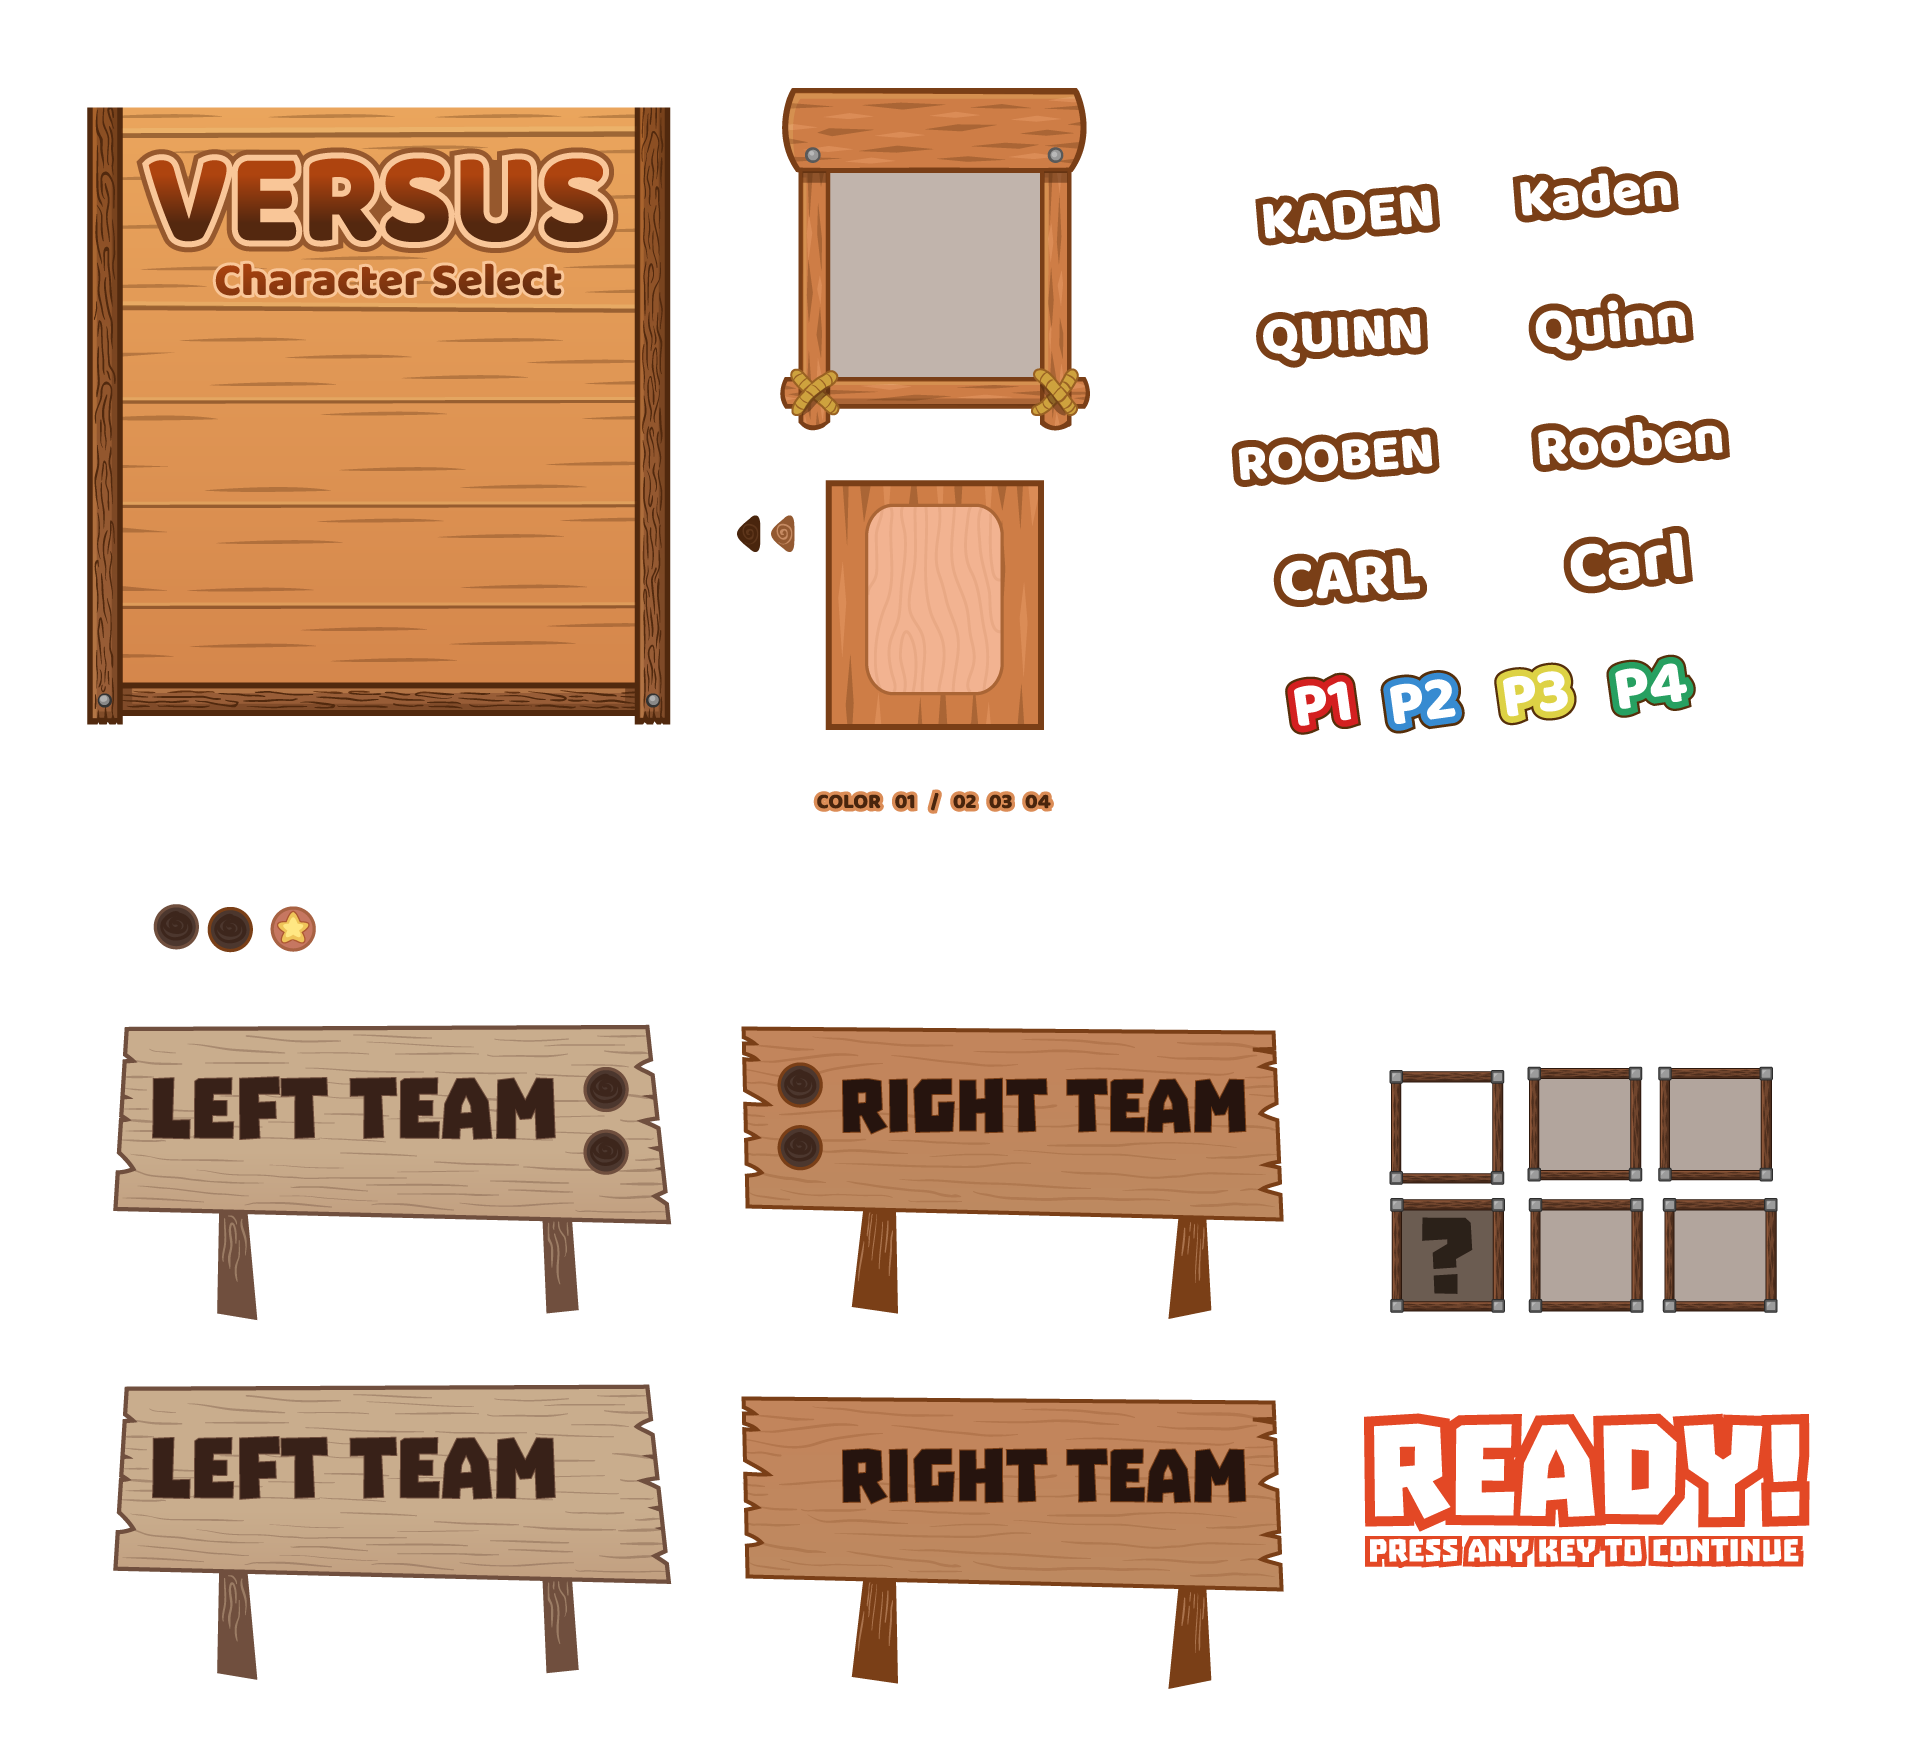 VERSUS
Character Select
KADEN
Kaden
QUINN
Quinn
ROOBEN
Rooben
CARL
Carl
P1 P2 P3 P4
COLOR 01 / 02 03 04
LEFT TEAM
RIGHT TEAM
?
LEFT TEAM
RIGHT TEAM
READY!
PRESS ANY KEY TO CONTINUE